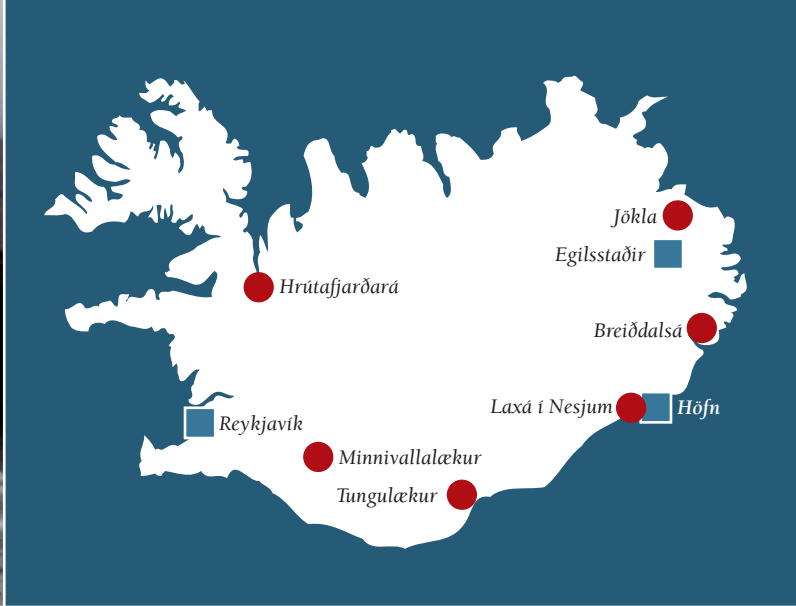 Jökla
Egilsstaðir
Hrútafjarðará
Breiðdalsá
Laxá í Nesjum
Höfn
Reykjavík
Minnivallalækur
Tungulækur